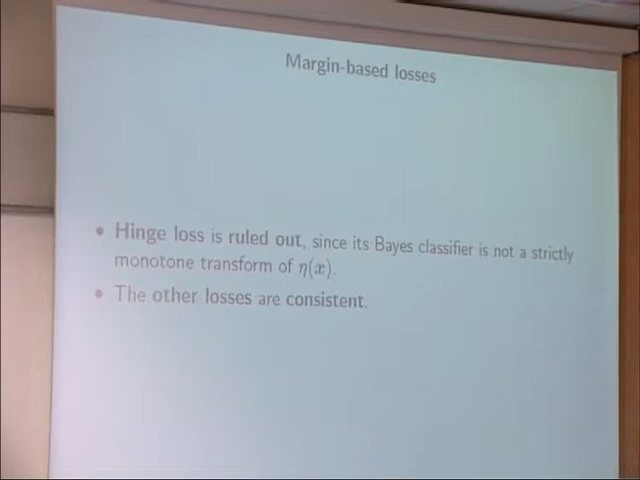 Margin-based losses
• Hinge loss is ruled out, since its Bayes classifier is not a strictly
monotone transform of η(x).
• The other losses are consistent.